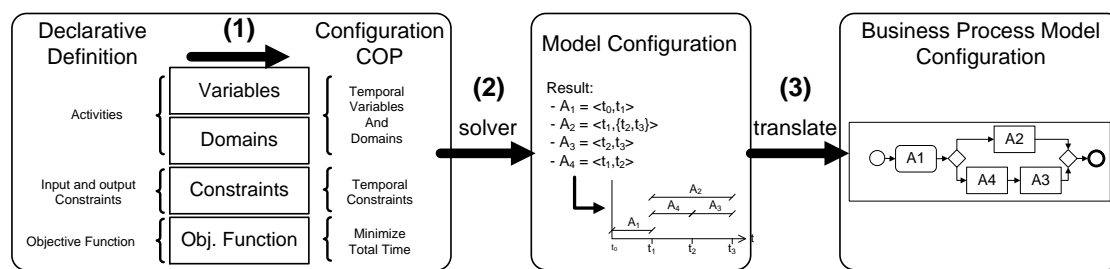 Declarative
Definition
(1)
Configuration
COP
Variables
Domains
Constraints
Obj. Function
Activities
Input and output
Constraints
Objective Function
Temporal
Variables
And
Domains
Temporal
Constraints
Minimize
Total Time
(2)
solver
Model Configuration
Result:
- A1 = <t0,t1>
- A2 = <t1,{t2,t3}>
- A3 = <t2,t3>
- A4 = <t1,t2>
A2
A4 A3
A1
t
t0 t1 t2 t3
(3)
translate
Business Process Model
Configuration
A1
A2
A4
A3